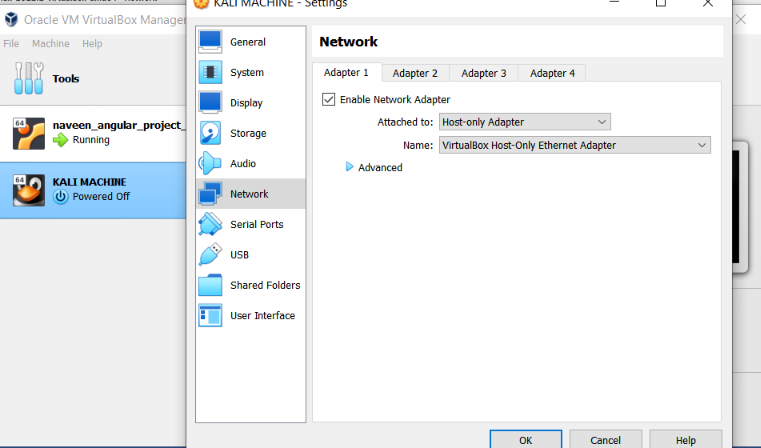 KALI MACHINE - Settings
Oracle VM VirtualBox Manager
File Machine Help
Tools
64
naveen_angular_project_
Running
64
KALI MACHINE
Powered Off
General
System
Display
Storage
Audio
Network
Serial Ports
USB
Shared Folders
User Interface
Network
Adapter 1 Adapter 2 Adapter 3 Adapter 4
Enable Network Adapter
Attached to: Host-only Adapter
Name: VirtualBox Host-Only Ethernet Adapter
Advanced
OK Cancel Help